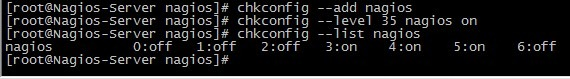 [root@Nagios-Server nagios]# chkconfig --add nagios
[root@Nagios-Server nagios]# chkconfig --level 35 nagios on
[root@Nagios-Server nagios]# chkconfig --list nagios
nagios          0:off   1:off   2:off   3:on    4:on    5:on    6:off
[root@Nagios-Server nagios]#